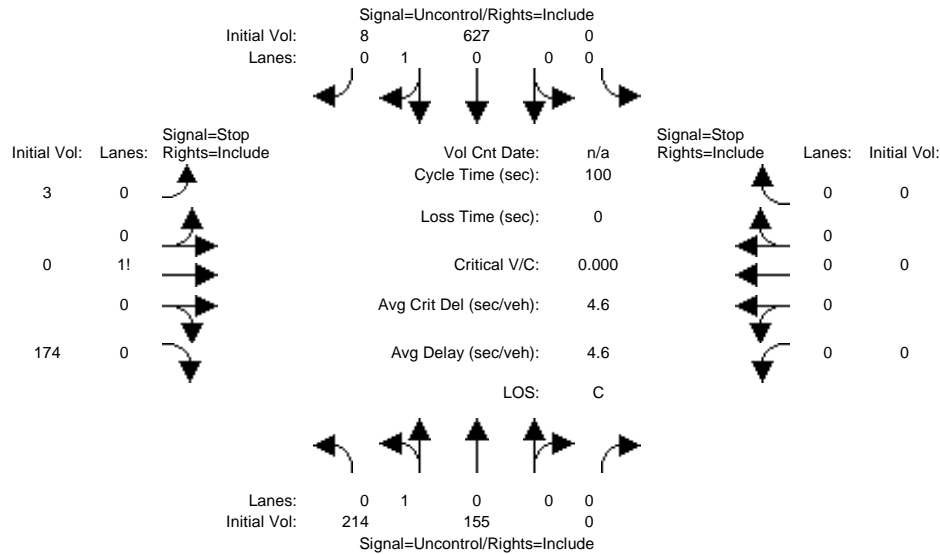 Signal=Uncontrol/Rights=Include
Initial Vol: 8 627 0
Lanes: 0 1 0 0 0
Signal=Stop Signal=Stop
Initial Vol: Lanes: Rights=Include Vol Cnt Date: n/a Rights=Include Lanes: Initial Vol:
Cycle Time (sec): 100
3 0 0 0
Loss Time (sec): 0
0 0
0 1! Critical V/C: 0.000 0 0
0 Avg Crit Del (sec/veh): 4.6 0
174 0 Avg Delay (sec/veh): 4.6 0 0
LOS: C
Lanes: 0 1 0 0 0
Initial Vol: 214 155 0
Signal=Uncontrol/Rights=Include